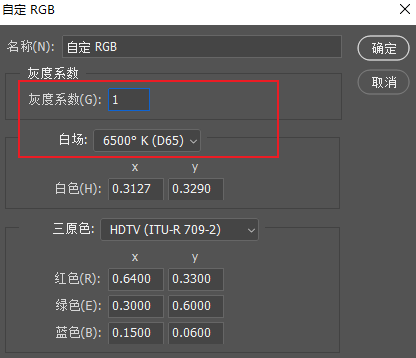 自定 RGB
名称(N): 自定 RGB
确定
灰度系数
取消
灰度系数(G): 1
白场: 6500° K (D65)
x y
白色(H): 0.3127 0.3290
三原色: HDTV (ITU-R 709-2)
x y
红色(R): 0.6400 0.3300
绿色(E): 0.3000 0.6000
蓝色(B): 0.1500 0.0600